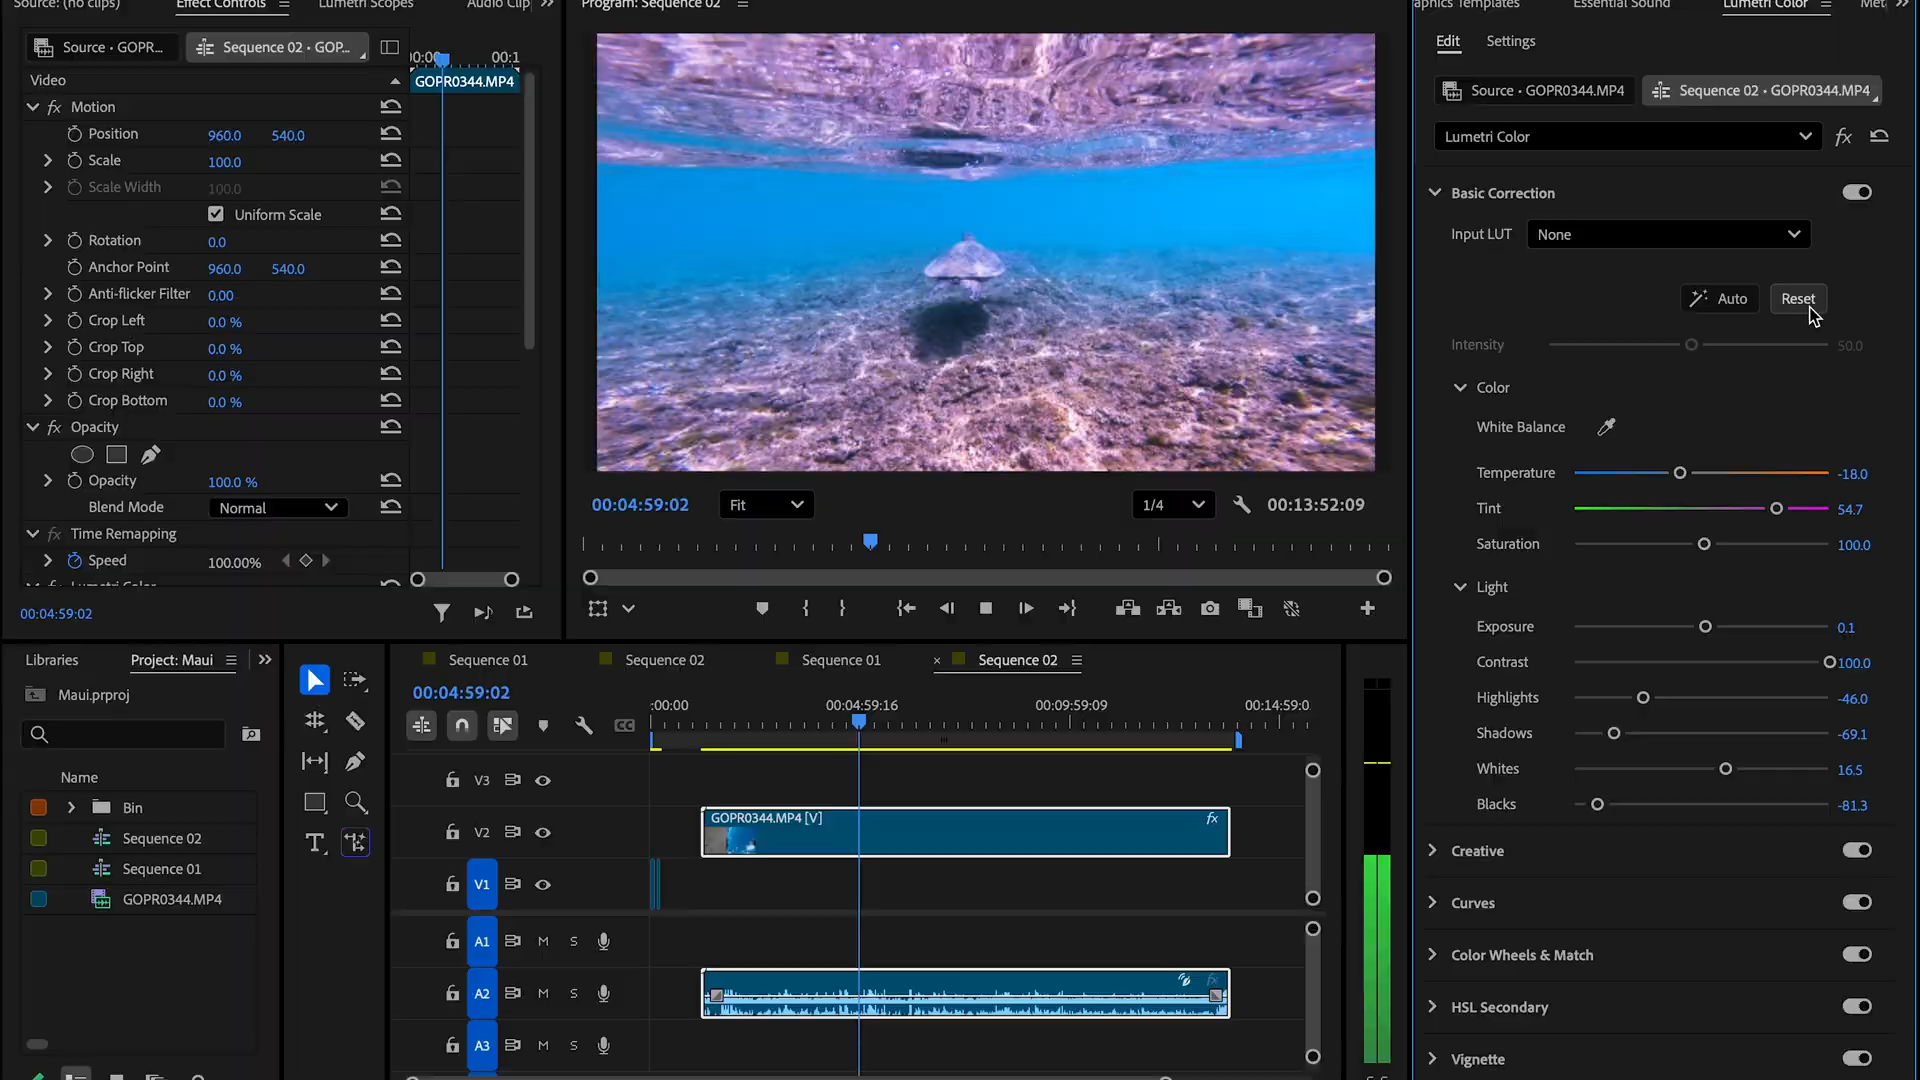 Source: (no clips)
Effect Controls
Lumetri Scopes
Audio Clip
Source • GOPR...
Sequence 02 • GOP...
00:1
Video
GOPR0344.MP4
fx Motion
Position 960.0 540.0
Scale 100.0
Scale Width 100.0
Uniform Scale
Rotation 0.0
Anchor Point 960.0 540.0
Anti-flicker Filter 0.00
Crop Left 0.0 %
Crop Top 0.0 %
Crop Right 0.0 %
Crop Bottom 0.0 %
fx Opacity
Opacity 100.0 %
Blend Mode Normal
fx Time Remapping
Speed 100.00%
Lumetri Color
00:04:59:02
Program: Sequence 02
00:04:59:02 Fit 1/4 00:13:52:09
Essential Sound
Lumetri Color
Edit Settings
Source • GOPR0344.MP4
Sequence 02 • GOPR0344.MP4
Lumetri Color fx
Basic Correction
Input LUT None
Auto Reset
Intensity 50.0
Color
White Balance
Temperature -18.0
Tint 54.7
Saturation 100.0
Light
Exposure 0.1
Contrast 100.0
Highlights -46.0
Shadows -69.1
Whites 16.5
Blacks -81.3
Creative
Curves
Color Wheels & Match
HSL Secondary
Vignette
Libraries
Project: Maui
Maui.prproj
Name
Bin
Sequence 02
Sequence 01
GOPR0344.MP4
T
Sequence 01
Sequence 02
Sequence 01
× Sequence 02
00:04:59:02
CC
:00:00
00:04:59:16
00:09:59:09
00:14:59:0
V3
V2
GOPR0344.MP4 [V] fx
V1
A1 M S
A2 M S
fx
A3 M S